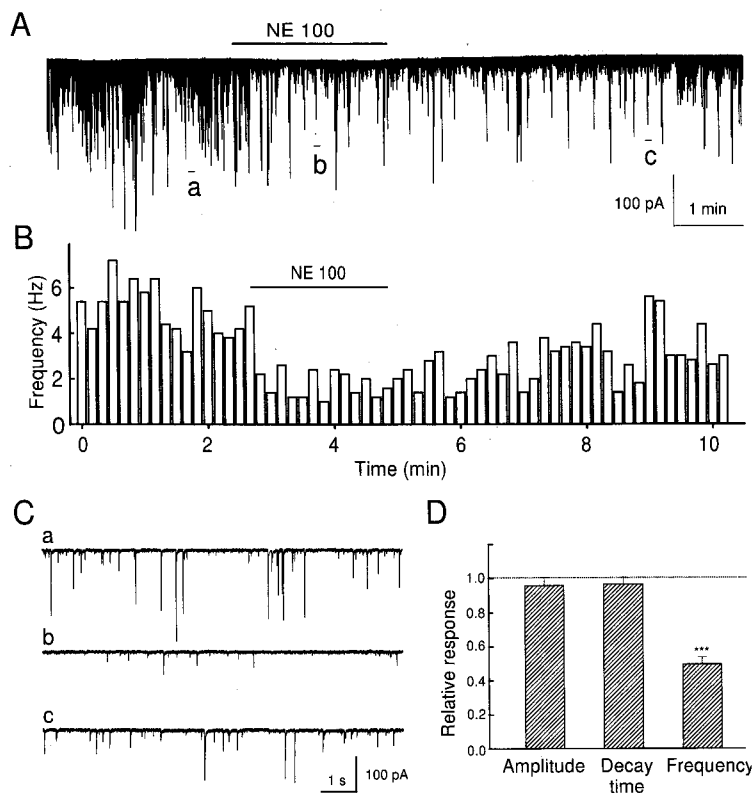 A
NE 100
a
b
c
100 pA
1 min
B
NE 100
Frequency (Hz)
6
4
2
0
0 2 4 6 8 10
Time (min)
C
a
b
c
1 s
100 pA
D
Relative response
1.0
0.8
0.6
0.4
0.2
0.0
***
Amplitude Decay time Frequency